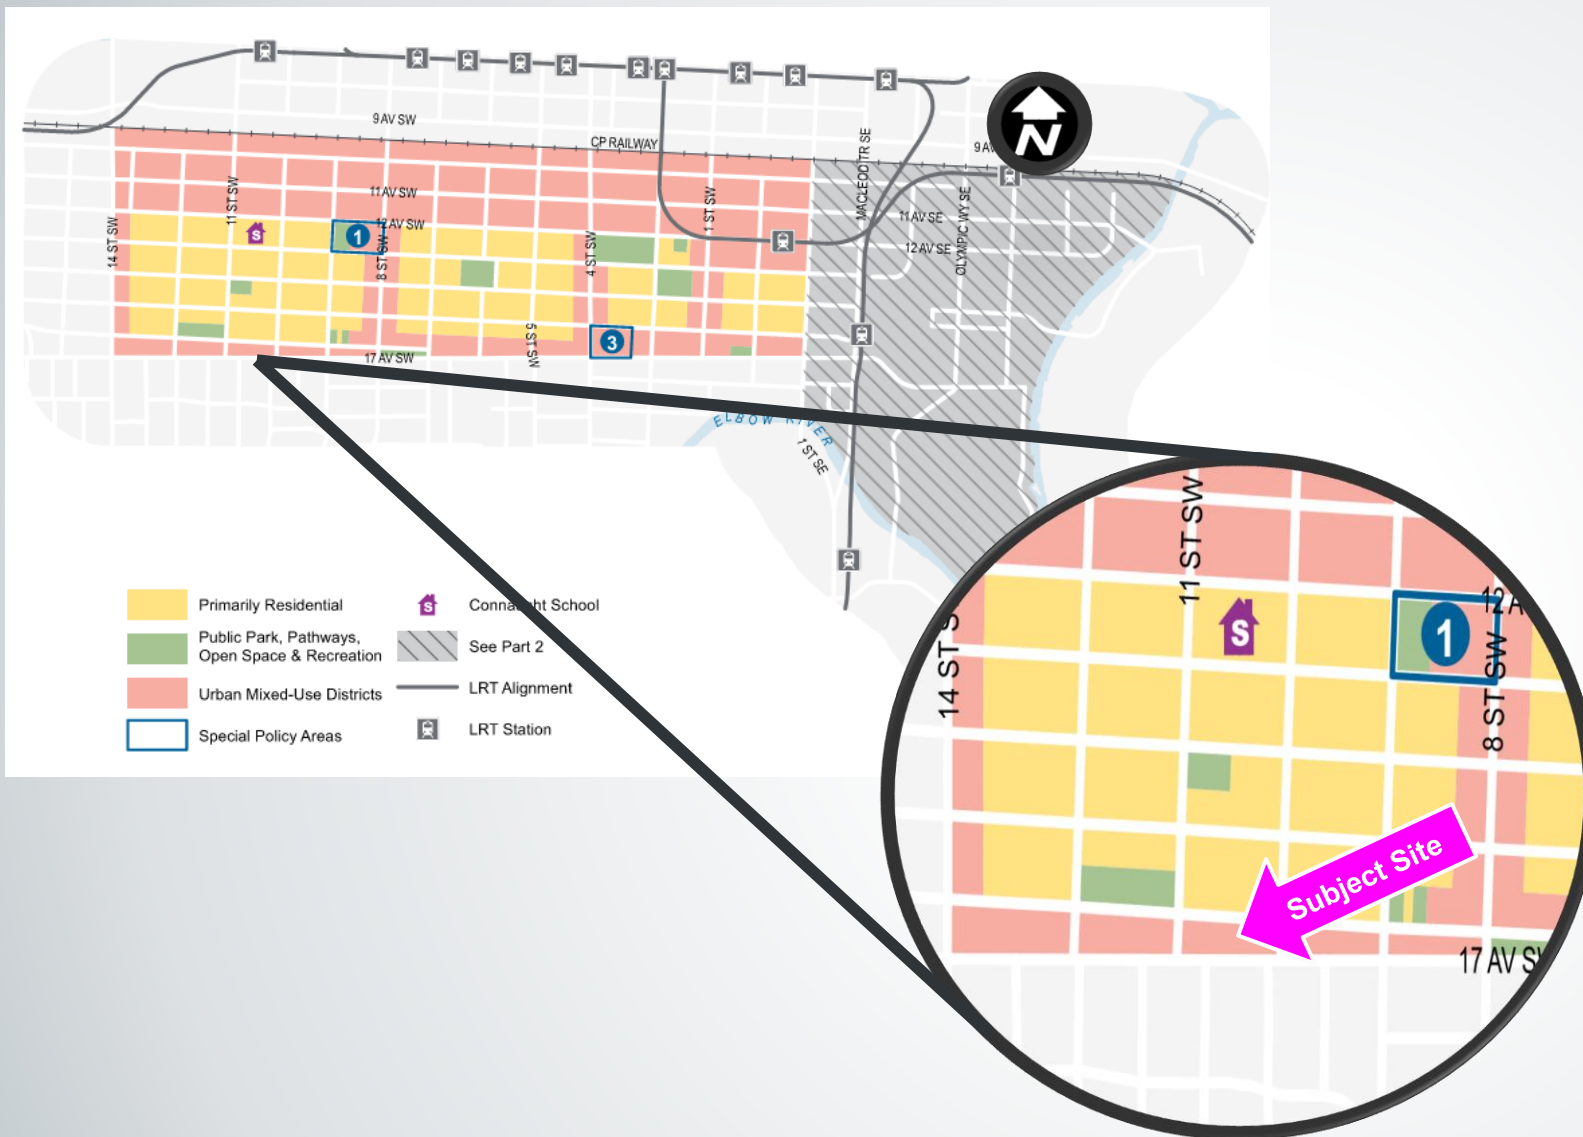 9 AV SW
CP RAILWAY
MACLEOD TR SE
9 A
N
11 ST SW
11 AV SW
1 ST SW
OLYMPIC WY SE
14 ST SW
S
1
12 AV SW
8 ST SW
4 ST SW
11 AV SE
12 AV SE
5 ST SW
3
17 AV SW
ELBOW RIVER
1 ST SE
Primarily Residential
Public Park, Pathways,
Open Space & Recreation
Urban Mixed-Use Districts
Special Policy Areas
S
Connaught School
See Part 2
LRT Alignment
LRT Station
11 ST SW
12 A
S
1
14 ST S
8 ST SW
Subject Site
17 AV S